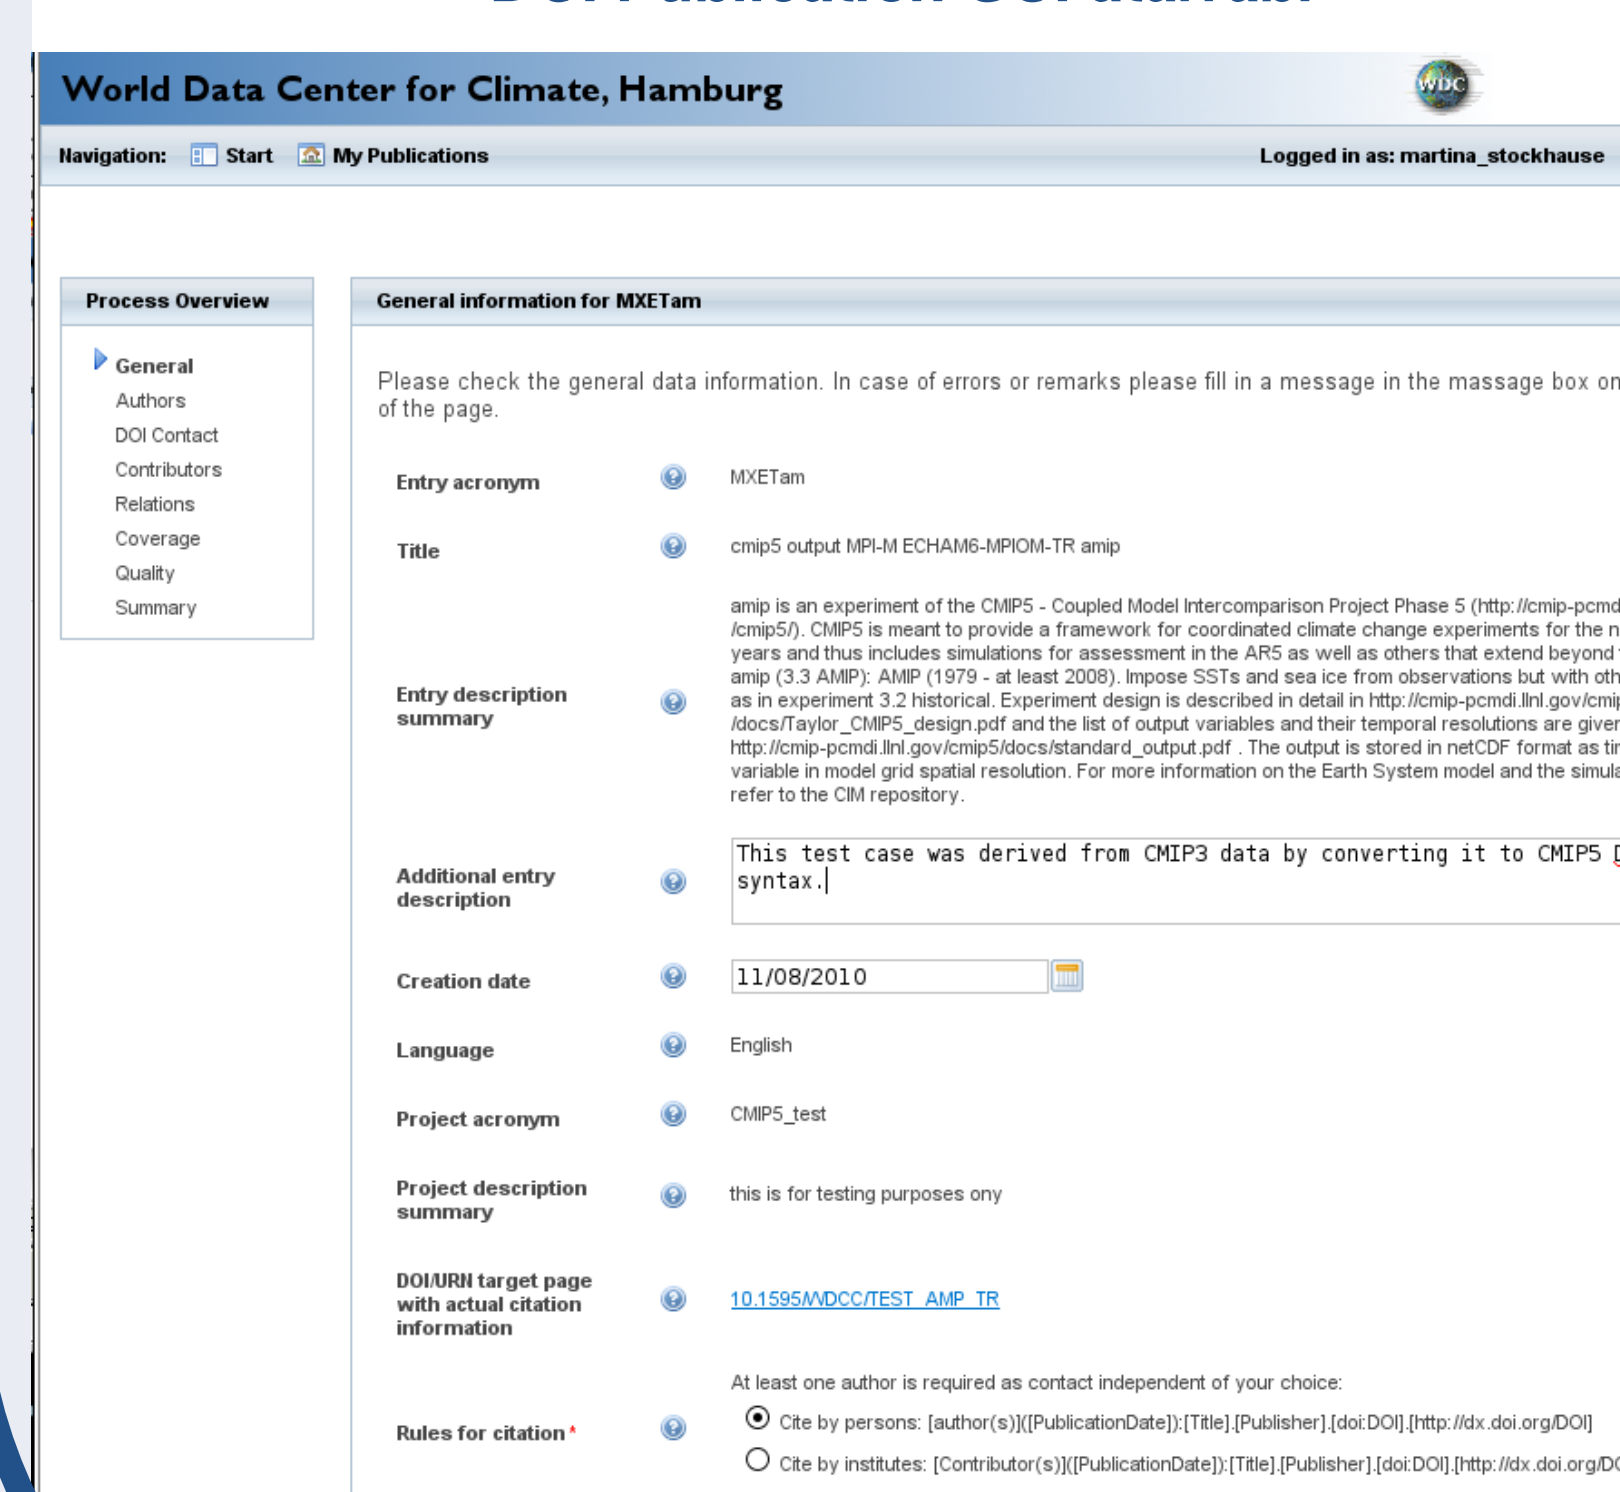 World Data Center for Climate, Hamburg
WDC
Navigation: Start My Publications Logged in as: martina_stockhause
Process Overview
General
Authors
DOI Contact
Contributors
Relations
Coverage
Quality
Summary
General information for MXETam
Please check the general data information. In case of errors or remarks please fill in a message in the massage box on
of the page.
Entry acronym MXETam
Title cmip5 output MPI-M ECHAM6-MPIOM-TR amip
Entry description summary
amip is an experiment of the CMIP5 - Coupled Model Intercomparison Project Phase 5 (http://cmip-pcmd
/cmip5/). CMIP5 is meant to provide a framework for coordinated climate change experiments for the
years and thus includes simulations for assessment in the AR5 as well as others that extend beyond
amip (3.3 AMIP): AMIP (1979 - at least 2008). Impose SSTs and sea ice from observations but with
as in experiment 3.2 historical. Experiment design is described in detail in http://cmip-pcmdi.llnl.gov/cmip
/docs/Taylor_CMIP5_design.pdf and the list of output variables and their temporal resolutions are
http://cmip-pcmdi.llnl.gov/cmip5/docs/standard_output.pdf . The output is stored in netCDF format as
variable in model grid spatial resolution. For more information on the Earth System model and the
refer to the CIM repository.
Additional entry description
This test case was derived from CMIP3 data by converting it to CMIP5
syntax.
Creation date 11/08/2010
Language English
Project acronym CMIP5_test
Project description summary
this is for testing purposes ony
DOI/URN target page
with actual citation
information
10.1595/WDCC/TEST_AMP_TR
At least one author is required as contact independent of your choice:
Rules for citation*
Cite by persons: [author(s)]([PublicationDate]):[Title].[Publisher].[doi:DOI].[http://dx.doi.org/DOI]
Cite by institutes: [Contributor(s)]([PublicationDate]):[Title].[Publisher].[doi:DOI].[http://dx.doi.org/